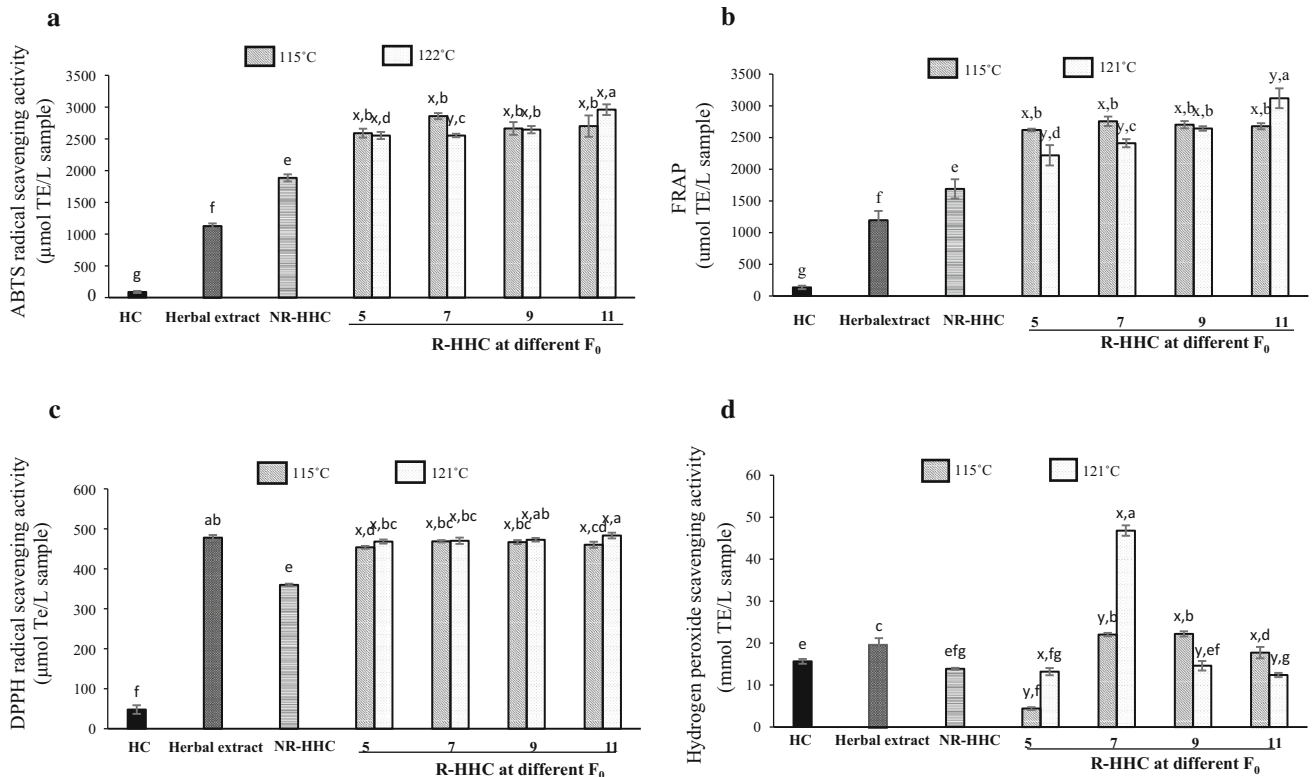 a
115˚C 122˚C
ABTS radical scavenging activity
(µmol TE/L sample)
3500
3000
2500
2000
1500
1000
500
0
g
f
e
x,b x,d
x,b y,c
x,b x,b
x,b x,a
HC Herbal extract NR-HHC 5 7 9 11
R-HHC at different F0
b
115˚C 121˚C
FRAP
(umol TE/L sample)
3500
3000
2500
2000
1500
1000
500
0
g
f
e
x,b y,d
x,b y,c
x,b x,b
x,b y,a
HC Herbalextract NR-HHC 5 7 9 11
R-HHC at different F0
c
115˚C 121˚C
DPPH radical scavenging activity
(µmol Te/L sample)
600
500
400
300
200
100
0
f
ab
e
x,d x,bc
x,bc x,bc
x,bc x,ab
x,cd x,a
HC Herbal extract NR-HHC 5 7 9 11
R-HHC at different F0
d
115˚C 121˚C
Hydrogen peroxide scavenging activity
(mmol TE/L sample)
60
50
40
30
20
10
0
e
c
efg
y,f x,fg
y,b x,a
x,b y,ef
x,d y,g
HC Herbal extract NR-HHC 5 7 9 11
R-HHC at different F0